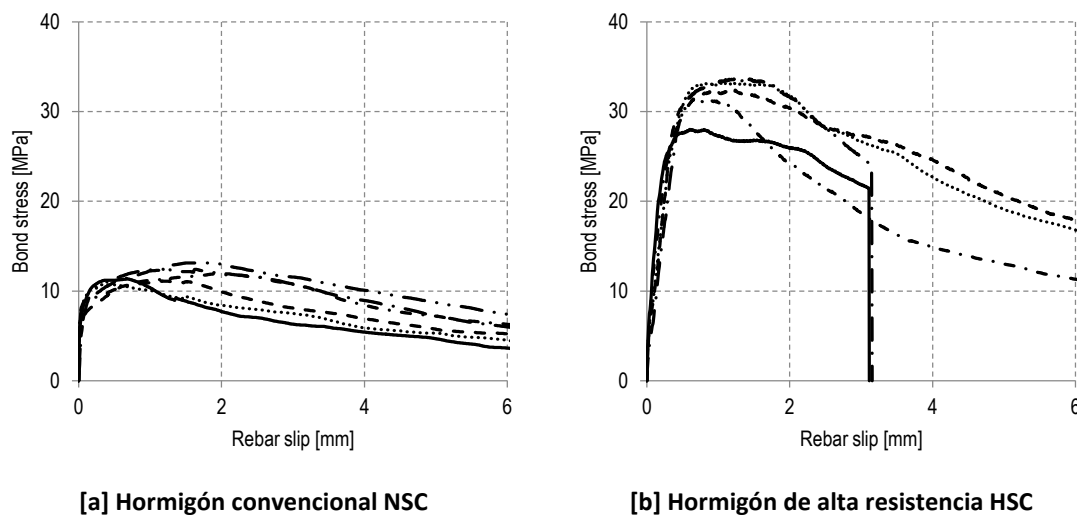 40
30
20
10
0
Bond stress [MPa]
0 2 4 6
Rebar slip [mm]
[a] Hormigón convencional NSC
40
30
20
10
0
Bond stress [MPa]
0 2 4 6
Rebar slip [mm]
[b] Hormigón de alta resistencia HSC